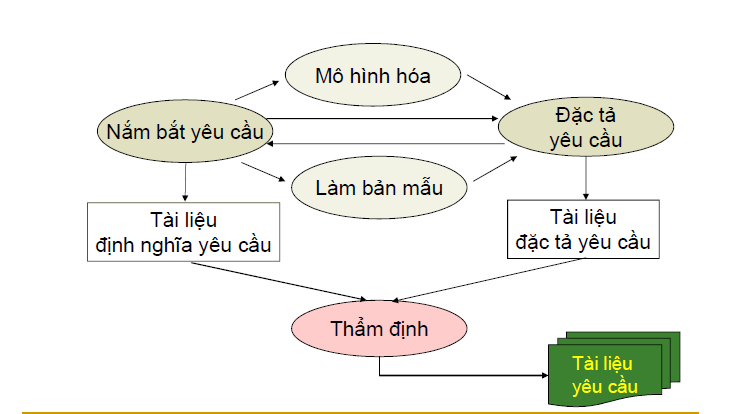 Mô hình hóa
Nắm bắt yêu cầu
Đặc tả
yêu cầu
Làm bản mẫu
Tài liệu
định nghĩa yêu cầu
Tài liệu
đặc tả yêu cầu
Thẩm định
Tài liệu
yêu cầu